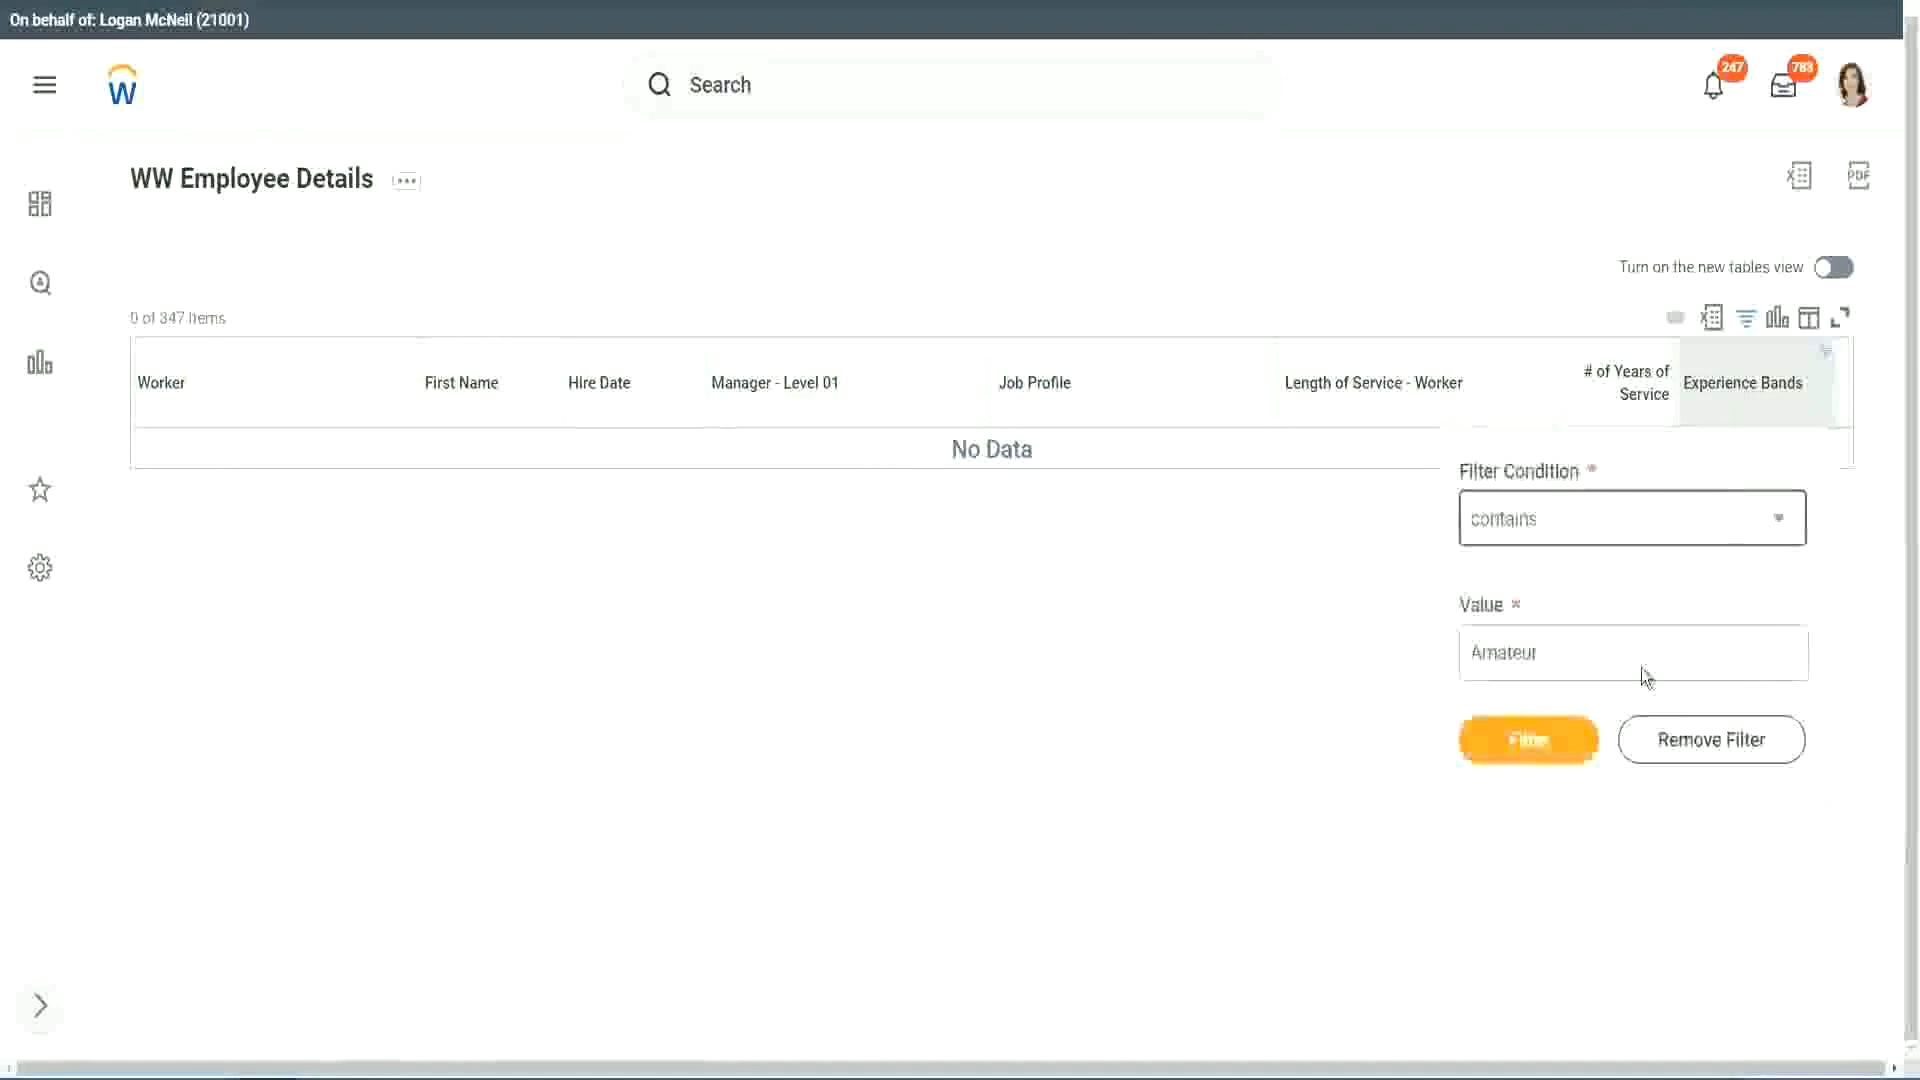 On behalf of: Logan McNeil (21001)
Search
247
783
WW Employee Details
PDF
Turn on the new tables view
0 of 347 items
Worker
First Name
Hire Date
Manager - Level 01
Job Profile
Length of Service - Worker
# of Years of
Service
Experience Bands
No Data
Filter Condition *
contains
Value *
Amateur
Filter
Remove Filter